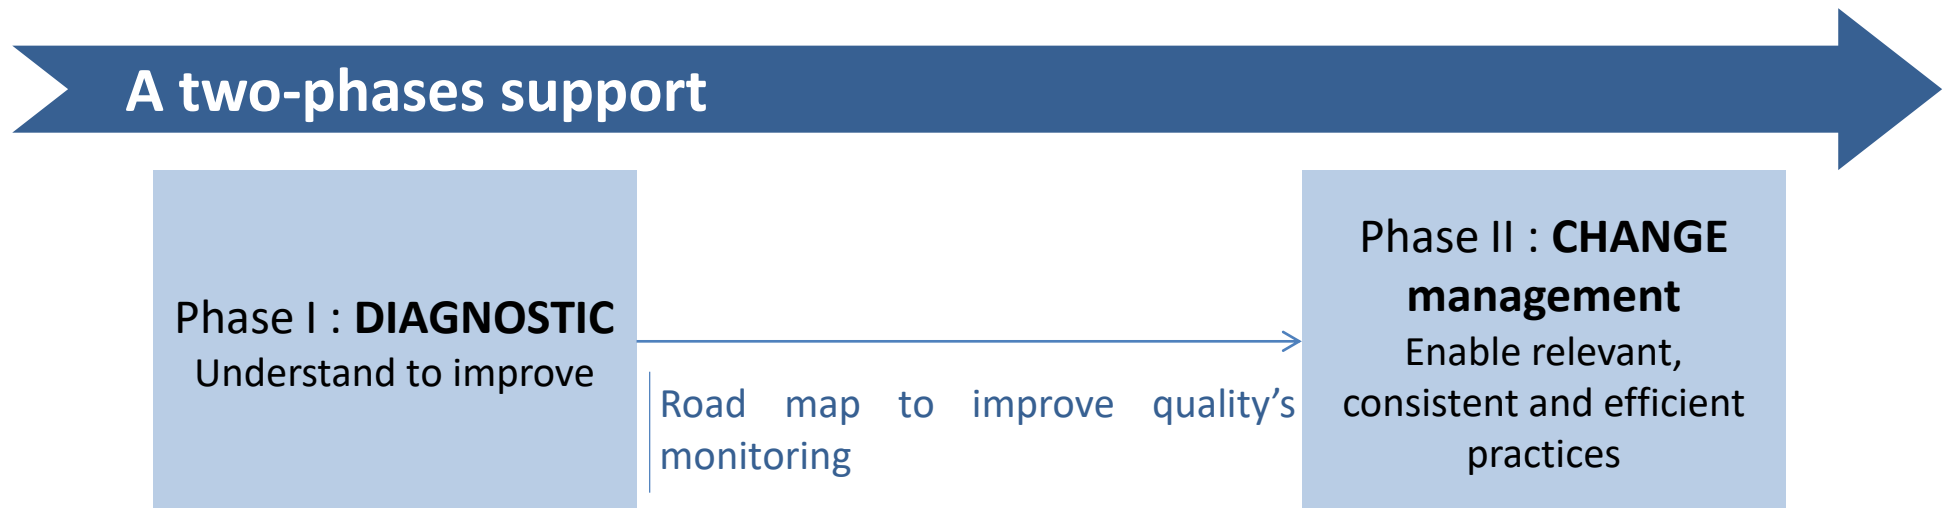 A two-phases support
Phase I : DIAGNOSTIC
Understand to improve
Road map to improve quality’s
monitoring
Phase II : CHANGE
management
Enable relevant,
consistent and efficient
practices